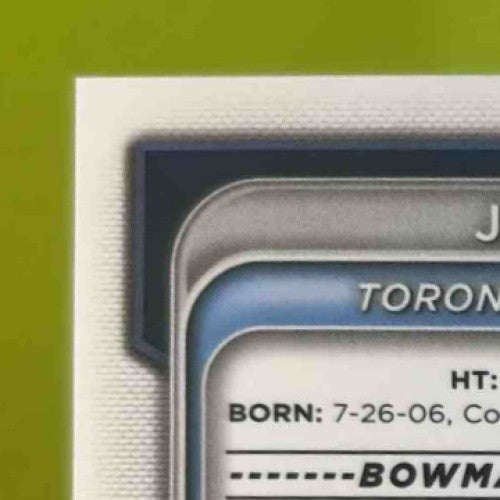 J
TORON
HT:
BORN: 7-26-06, Co
-------BOWMA